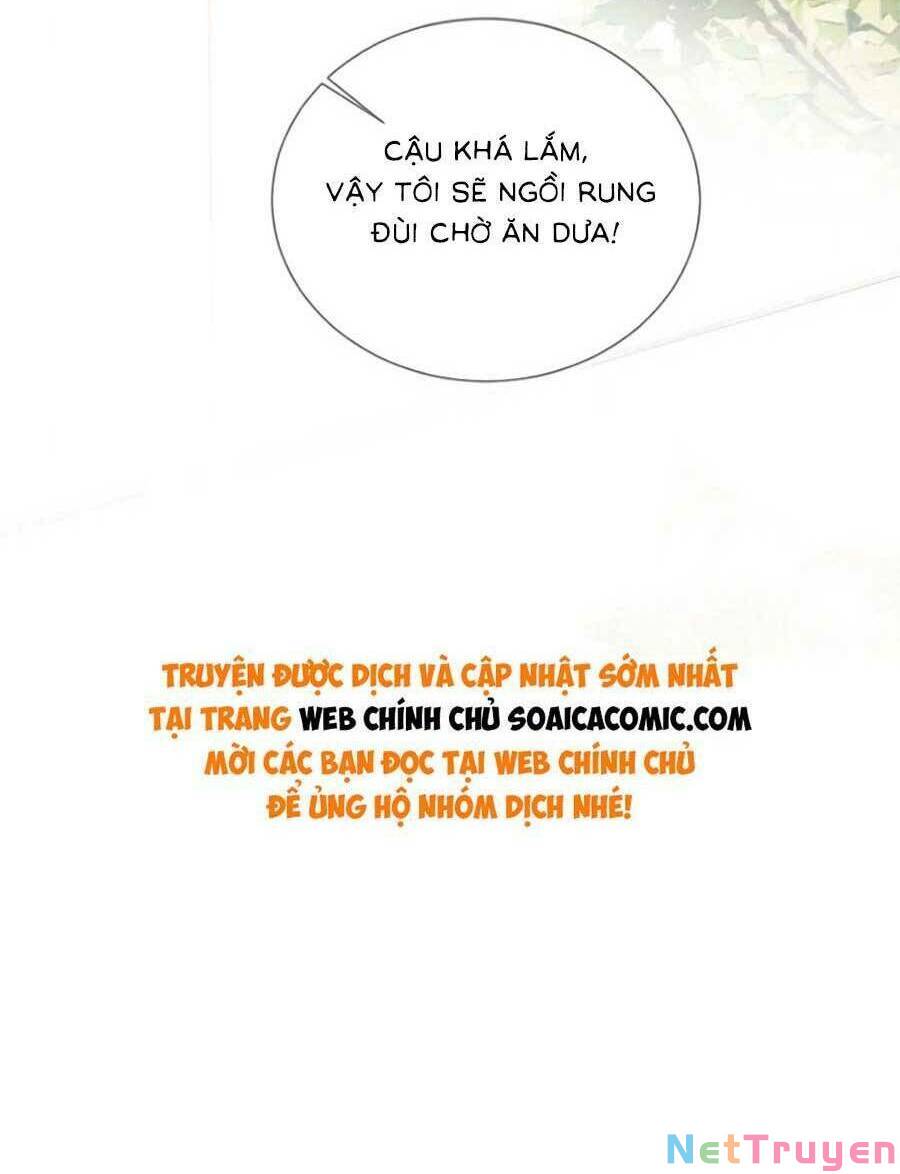 CẬU KHÁ LẮM,
VẬY TÔI SẼ NGỒI RUNG
ĐÙI CHỜ ĂN DƯA!
TRUYỆN ĐƯỢC DỊCH VÀ CẬP NHẬT SỚM NHẤT
TẠI TRANG WEB CHÍNH CHỦ SOAICACOMIC.COM
MỜI CÁC BẠN ĐỌC TẠI WEB CHÍNH CHỦ
ĐỂ ỦNG HỘ NHÓM DỊCH NHÉ!
NetTruyen